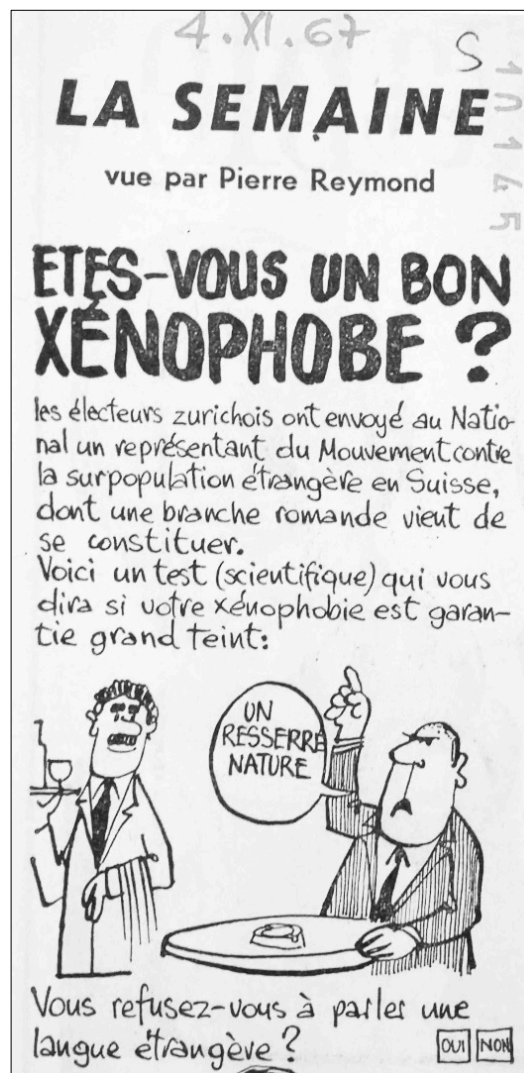 4.XI.67
S
101465
LA SEMAINE
vue par Pierre Reymond
ETES-VOUS UN BON
XÉNOPHOBE ?
les électeurs zurichois ont envoyé au Natio-
nal un représentant du Mouvement contre
la surpopulation étrangère en Suisse,
dont une branche romande vient de
se constituer.
Voici un test (scientifique) qui vous
dira si votre xénophobie est garan-
tie grand teint:
UN
RESSERRÉ
NATURE
Vous refusez-vous à parler une
langue étrangère ? OUI NON